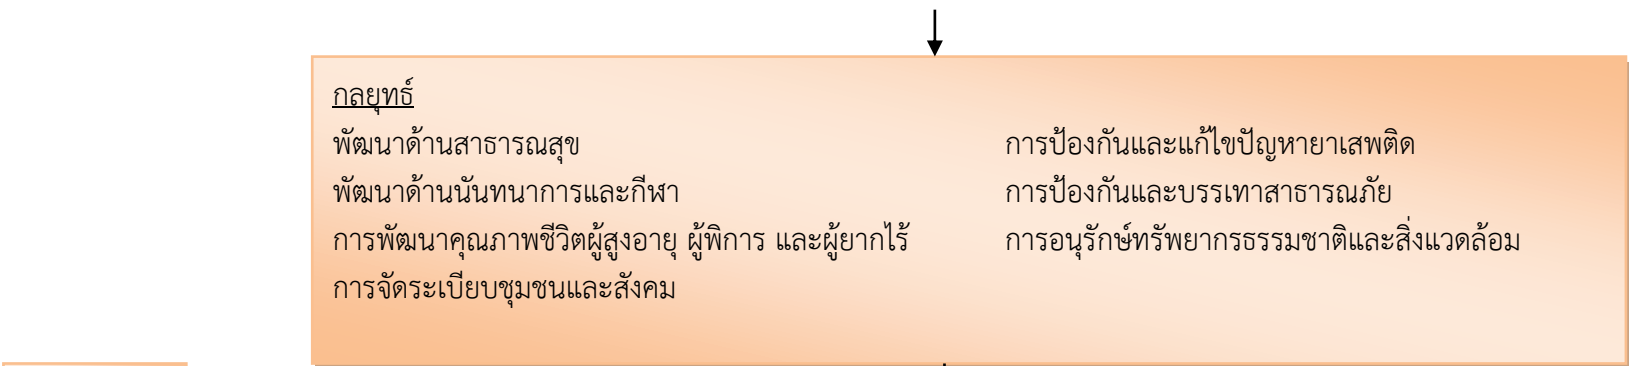 กลยุทธ์
พัฒนาด้านสาธารณสุข
พัฒนาด้านนันทนาการและกีฬา
การพัฒนาคุณภาพชีวิตผู้สูงอายุ ผู้พิการ และผู้ยากไร้
การจัดระเบียบชุมชนและสังคม
การป้องกันและแก้ไขปัญหายาเสพติด
การป้องกันและบรรเทาสาธารณภัย
การอนุรักษ์ทรัพยากรธรรมชาติและสิ่งแวดล้อม